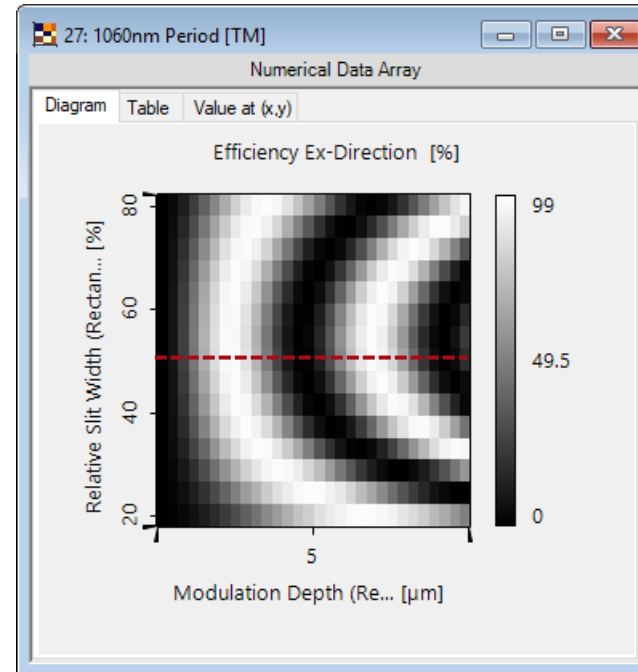 27: 1060nm Period [TM]
Numerical Data Array
Diagram Table Value at (x,y)
Efficiency Ex-Direction [%]
Relative Slit Width (Rectan... [%]
80
60
40
20
5
Modulation Depth (Re... [µm]
99
49.5
0